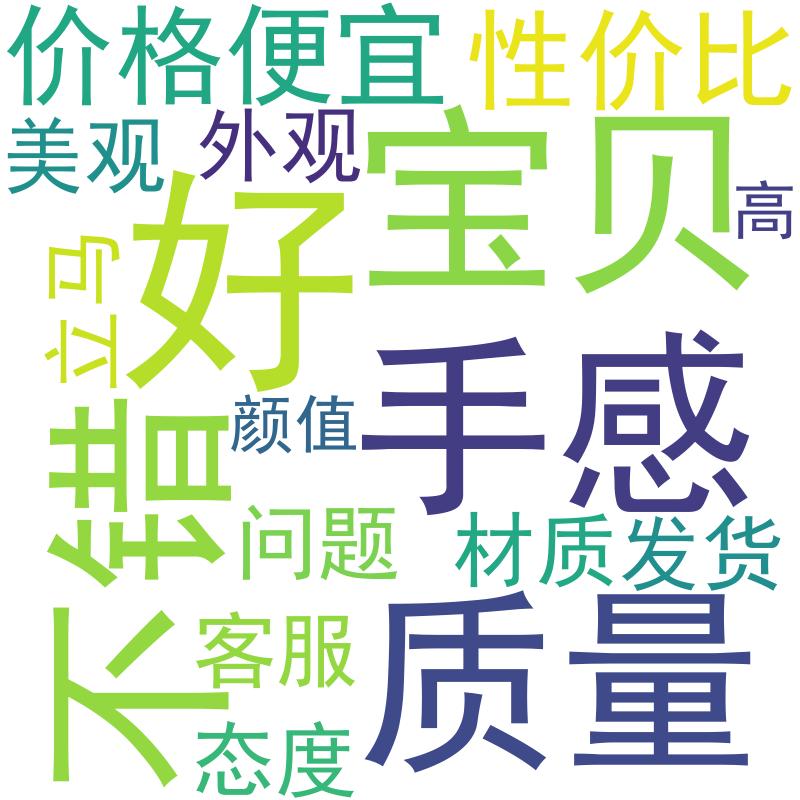 价格便宜
性价比
美观
外观
宝贝
高
好
立马
手感
不错
颜值
问题
材质
发货
客服
质量
态度